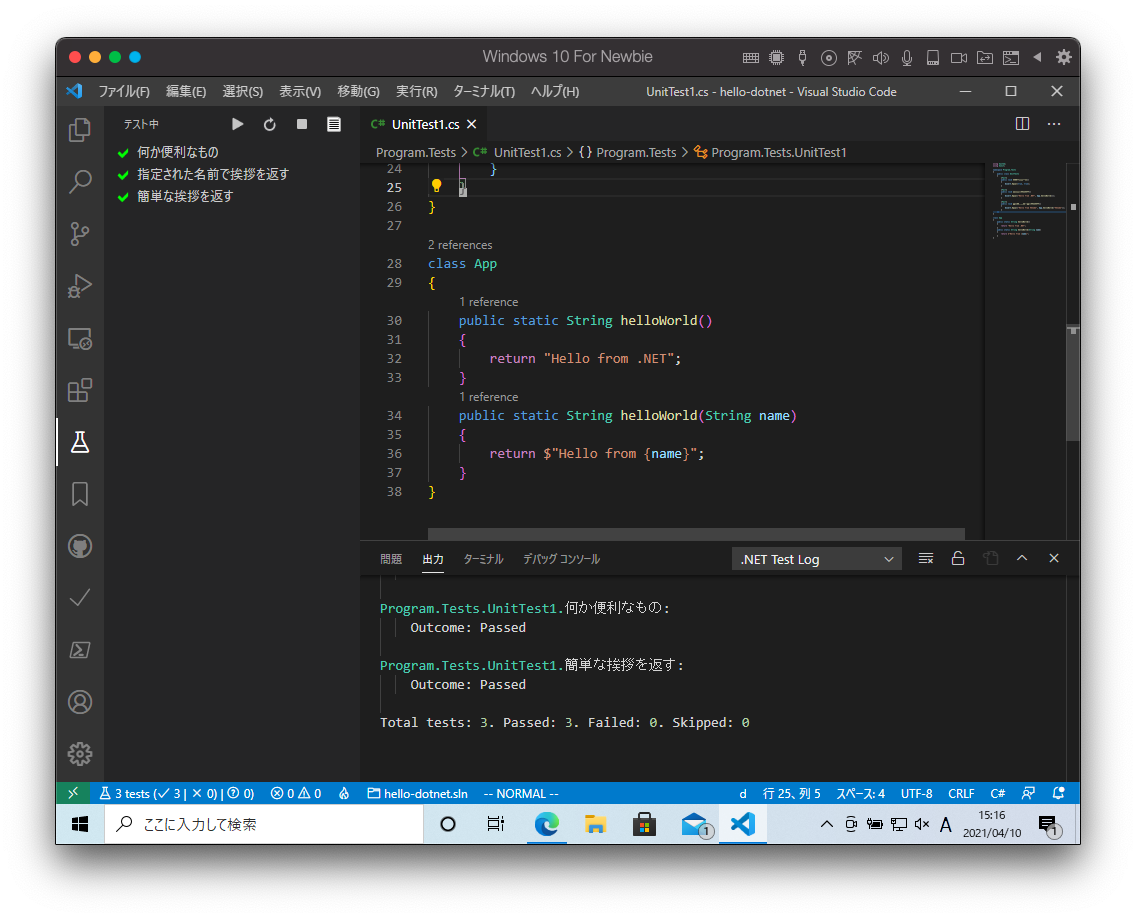 Windows 10 For Newbie
ファイル(F) 編集(E) 選択(S) 表示(V) 移動(G) 実行(R) ターミナル(T) ヘルプ(H) UnitTest1.cs - hello-dotnet - Visual Studio Code
テスト中
何か便利なもの
指定された名前で挨拶を返す
簡単な挨拶を返す
C# UnitTest1.cs
Program.Tests > C# UnitTest1.cs > {} Program.Tests > Program.Tests.UnitTest1
24 }
25 }
26 }
27
2 references
28 class App
29 {
1 reference
30 public static String helloWorld()
31 {
32 return "Hello from .NET";
33 }
1 reference
34 public static String helloWorld(String name)
35 {
36 return $"Hello from {name}";
37 }
38 }
問題 出力 ターミナル デバッグ コンソール .NET Test Log
Program.Tests.UnitTest1.何か便利なもの:
Outcome: Passed
Program.Tests.UnitTest1.簡単な挨拶を返す:
Outcome: Passed
Total tests: 3. Passed: 3. Failed: 0. Skipped: 0
3 tests (✓ 3 | ✕ 0) | ? 0) 0 0 hello-dotnet.sln -- NORMAL -- d 行 25、列 5 スペース: 4 UTF-8 CRLF C#
ここに入力して検索 1 A 15:16 1
2021/04/10